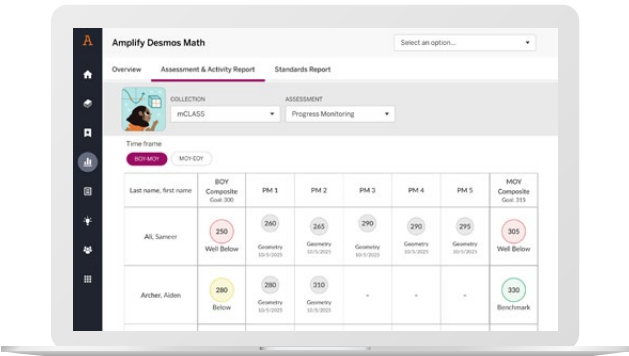 A
Amplify Desmos Math
Select an option...
Overview Assessment & Activity Report Standards Report
COLLECTION ASSESSMENT
mCLASS Progress Monitoring
Time frame
BOY-MOY MOY-EOY
Last name, first name BOY Composite Goal: 300 PM 1 PM 2 PM 3 PM 4 PM 5 MOY Composite Goal: 315
Ali, Sameer 250 Well Below 260 Geometry 10/5/2025 265 Geometry 10/5/2025 290 Geometry 10/5/2025 290 Geometry 10/5/2025 295 Geometry 10/5/2025 305 Well Below
Archer, Aiden 280 Below 280 Geometry 10/5/2025 310 Geometry 10/5/2025 - - - 330 Benchmark